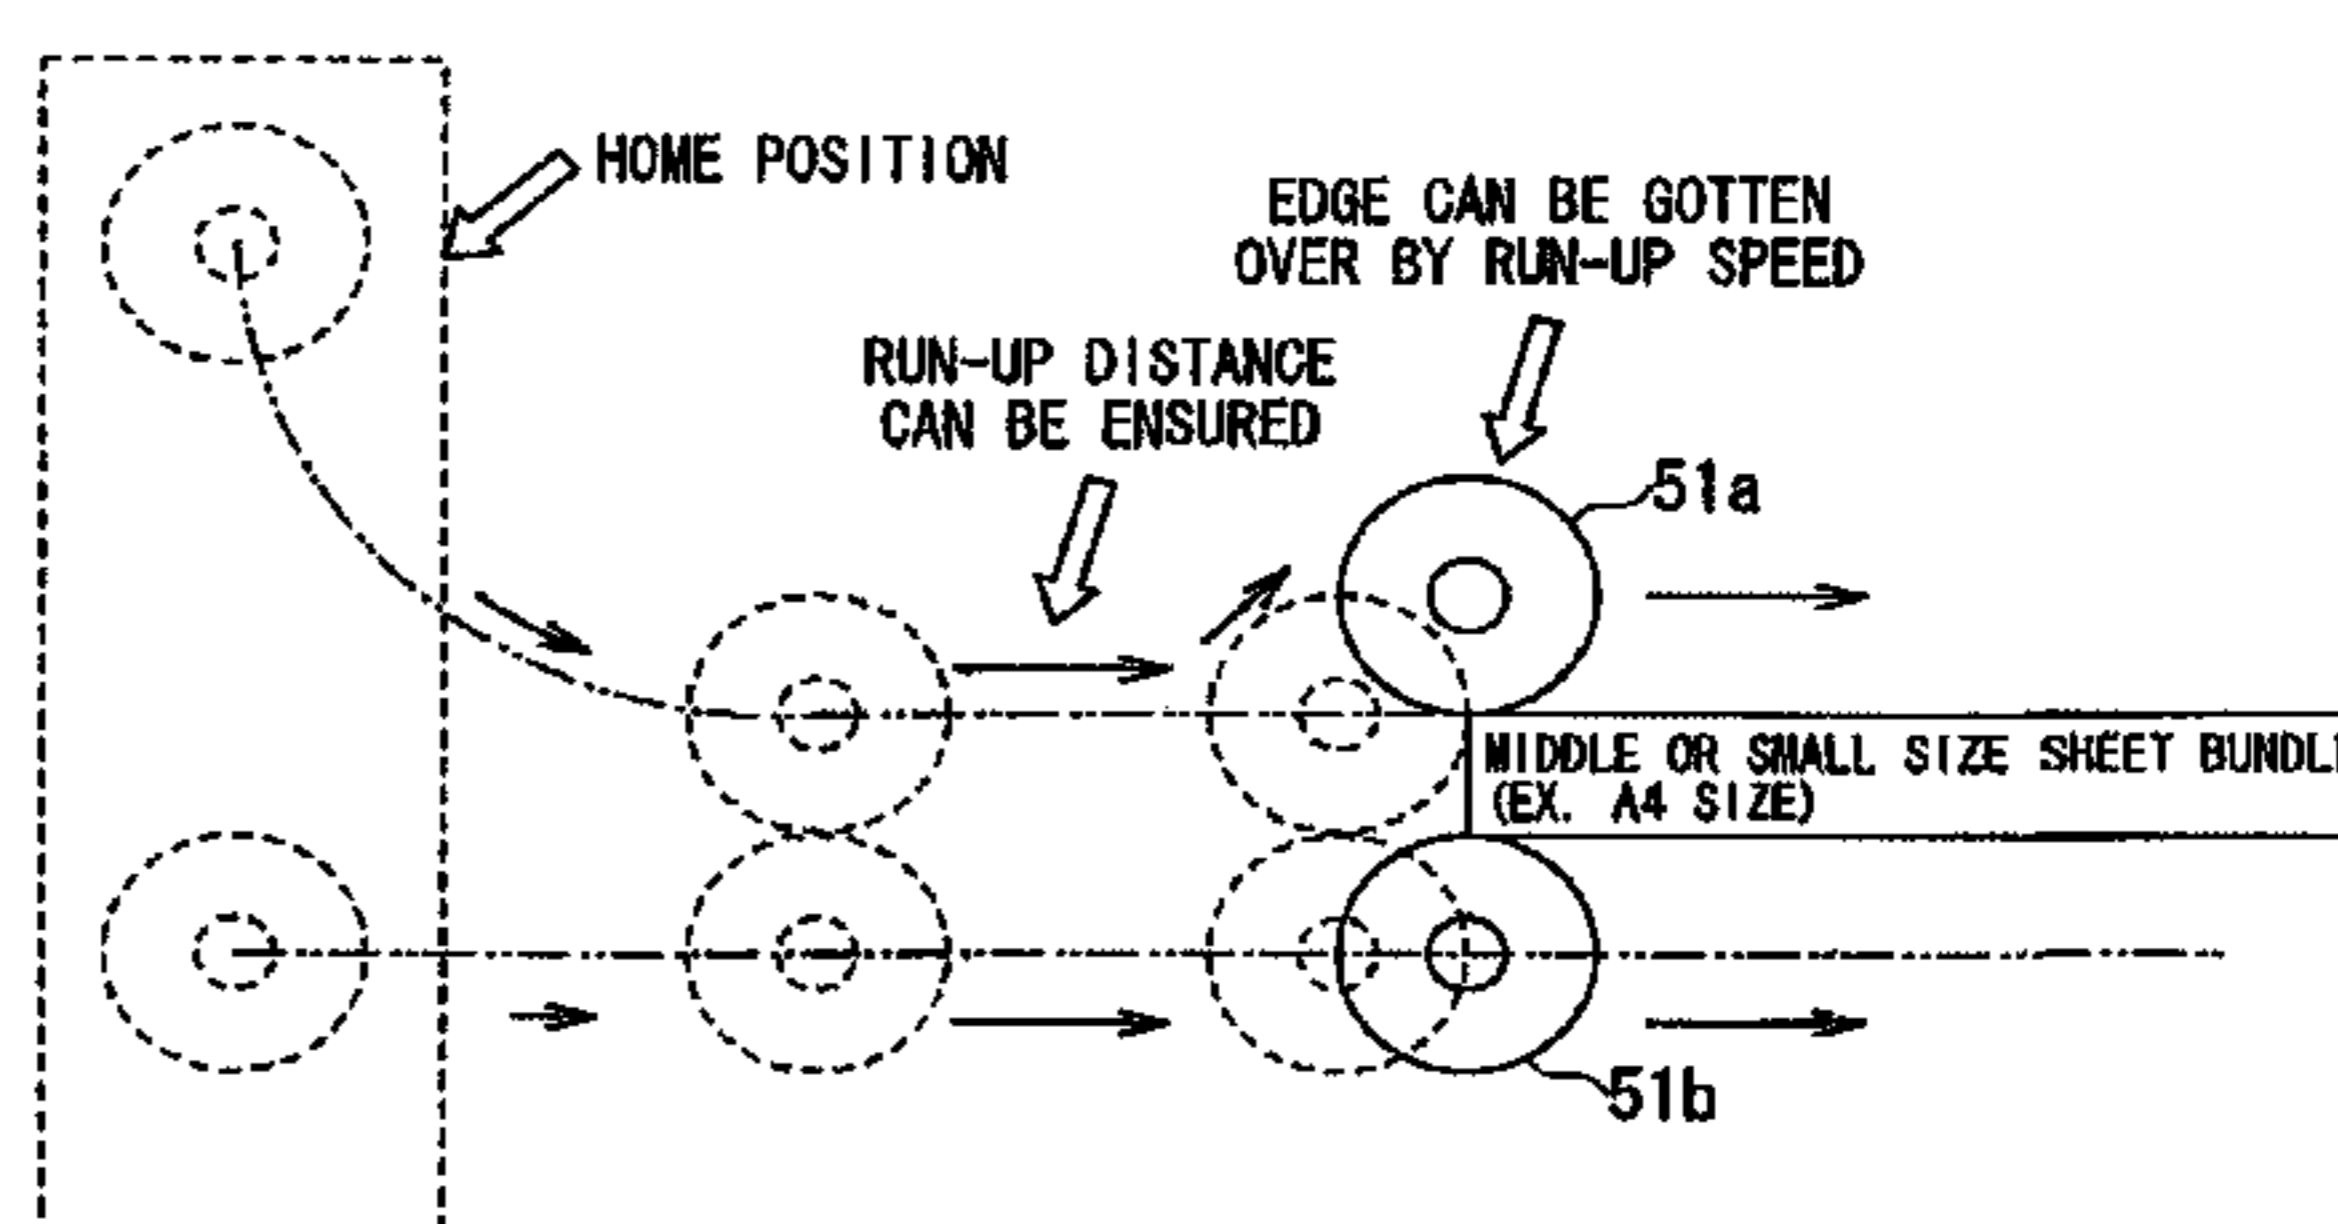 HOME POSITION
EDGE CAN BE GOTTEN
OVER BY RUN-UP SPEED
RUN-UP DISTANCE
CAN BE ENSURED
51a
MIDDLE OR SMALL SIZE SHEET
(EX. A4 SIZE)
51b